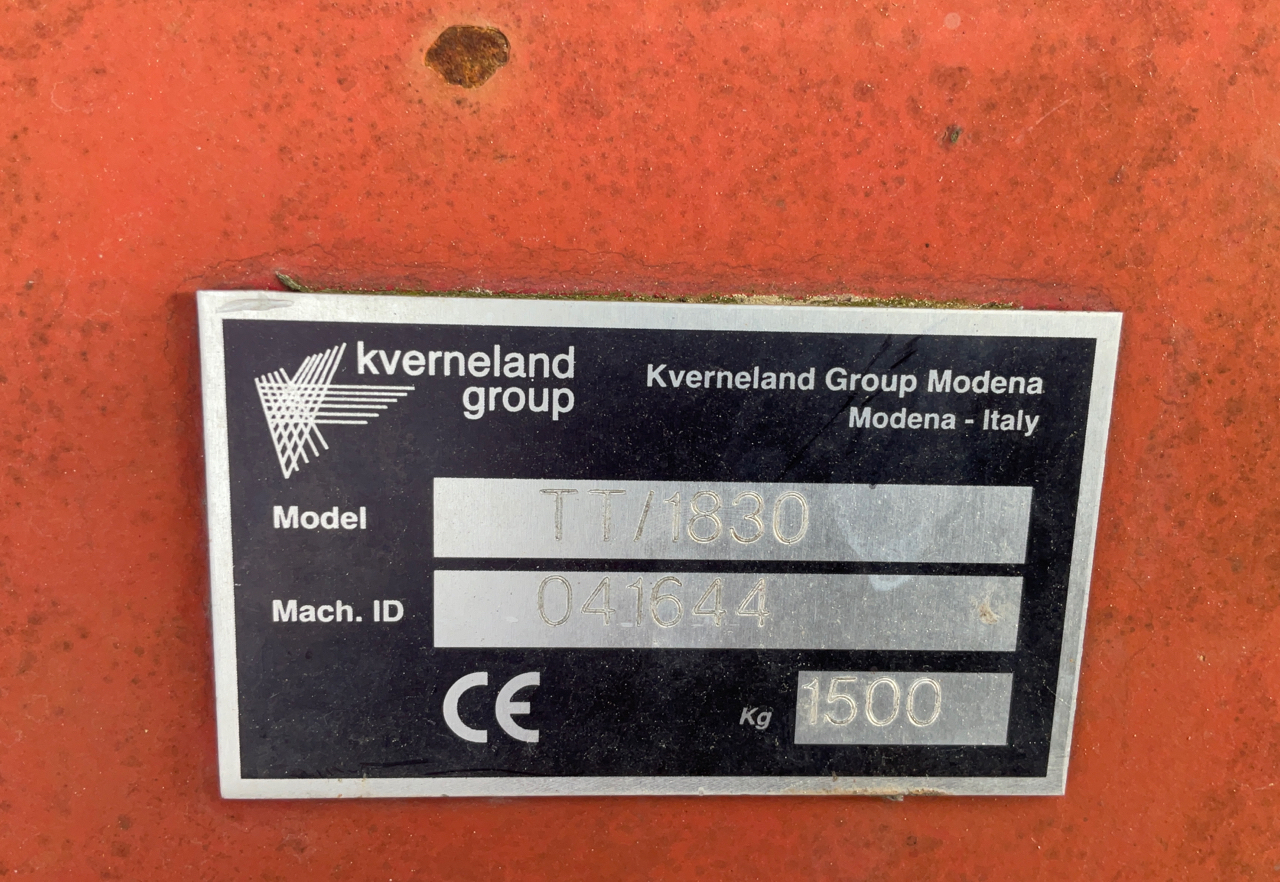 kverneland
group
Kverneland Group Modena
Modena - Italy
Model TT/1830
Mach. ID 041644
CE Kg 1500